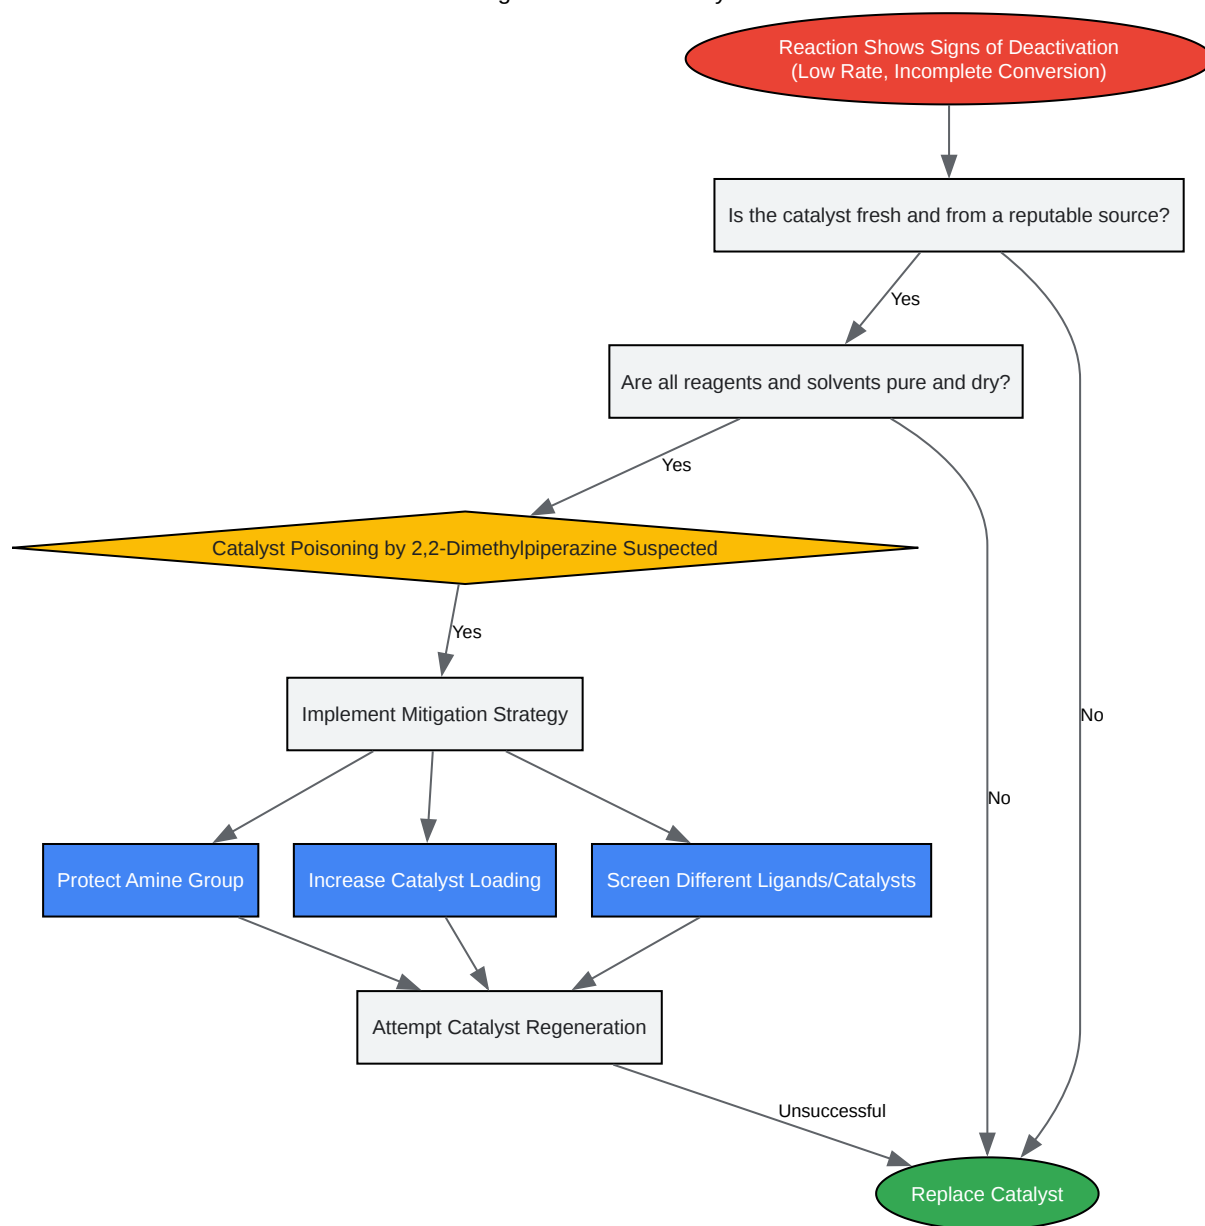 Reaction Shows Signs of Deactivation
(Low Rate, Incomplete Conversion)
Is the catalyst fresh and from a reputable source?
Yes
Are all reagents and solvents pure and dry?
Yes
Catalyst Poisoning by 2,2-Dimethylpiperazine Suspected
Yes
Implement Mitigation Strategy
No
No
Protect Amine Group
Increase Catalyst Loading
Screen Different Ligands/Catalysts
Attempt Catalyst Regeneration
Unsuccessful
Replace Catalyst